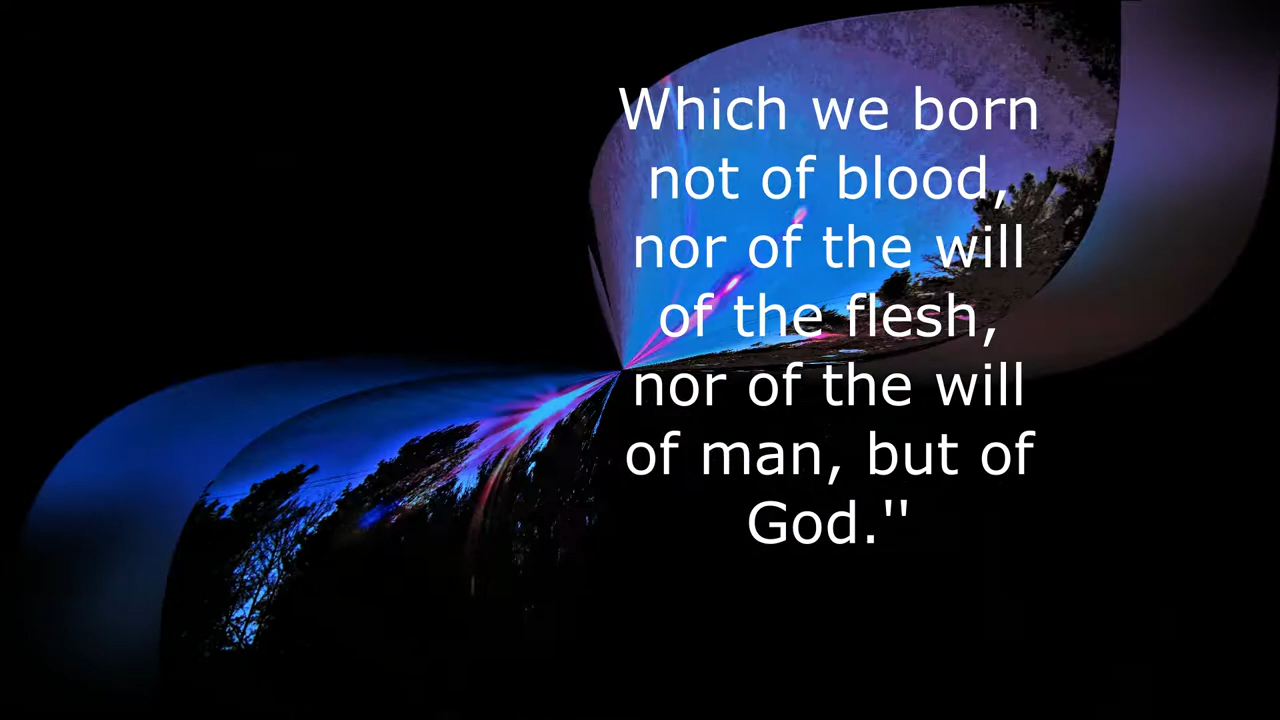 Which we born
not of blood,
nor of the will
of the flesh,
nor of the will
of man, but of
God.''